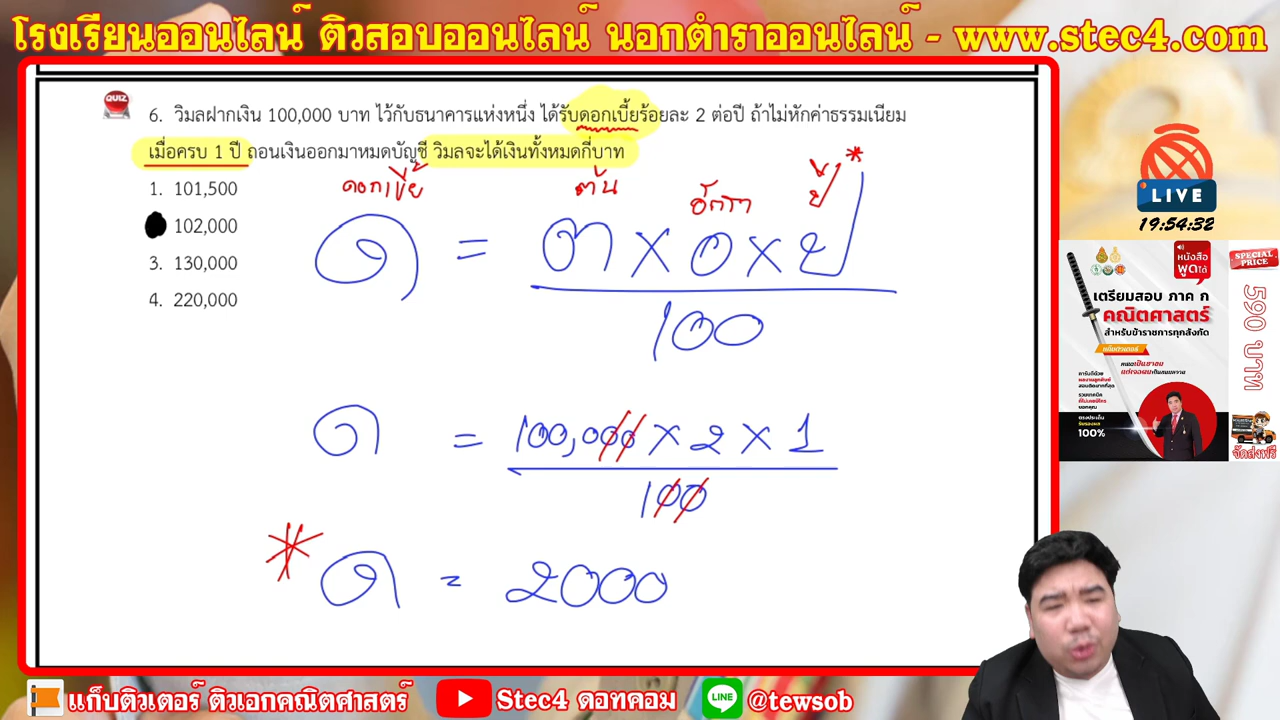 โรงเรียนออนไลน์ ติวสอบออนไลน์ นอกตำราออนไลน์ - www.stec4.com
QUIZ
6. วิมลฝากเงิน 100,000 บาท ไว้กับธนาคารแห่งหนึ่ง ได้รับดอกเบี้ยร้อยละ 2 ต่อปี ถ้าไม่หักค่าธรรมเนียม
เมื่อครบ 1 ปี ถอนเงินออกมาหมดบัญชี วิมลจะได้เงินทั้งหมดกี่บาท
1. 101,500
102,000
3. 130,000
4. 220,000
ดอกเบี้ย ต้น อัตรา ปี *
ด = ต × อ × ป
100
ด = 100,000 × 2 × 1
100
* ด = 2000
LIVE
19:54:32
หนังสือ
พูดได้
SPECIAL
PRICE
เตรียมสอบ ภาค ก
คณิตศาสตร์
สำหรับข้าราชการทุกสังกัด
100%
590 บาท
จัดส่งฟรี
แก็บติวเตอร์ ติวเอกคณิตศาสตร์
Stec4 ดอทคอม
LINE
@tewsob